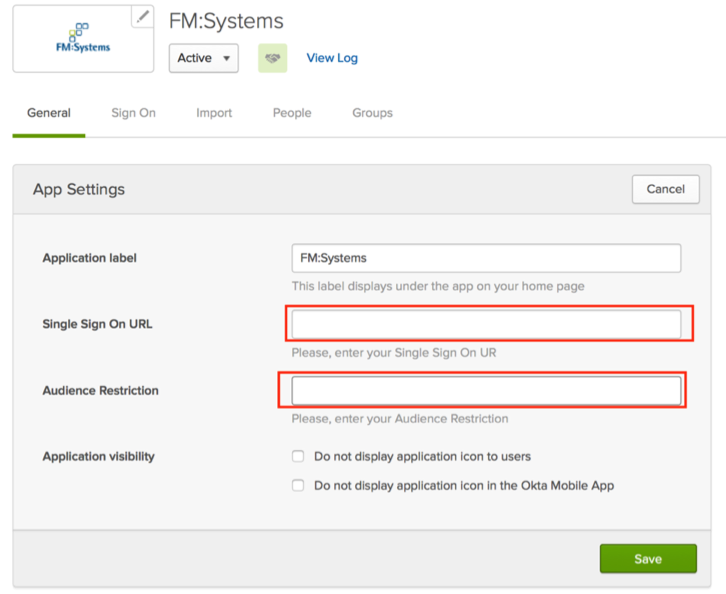 FM:Systems
FM:Systems
Active
View Log
General
Sign On
Import
People
Groups
App Settings
Cancel
Application label
FM:Systems
This label displays under the app on your home page
Single Sign On URL
Please, enter your Single Sign On UR
Audience Restriction
Please, enter your Audience Restriction
Application visibility
Do not display application icon to users
Do not display application icon in the Okta Mobile App
Save